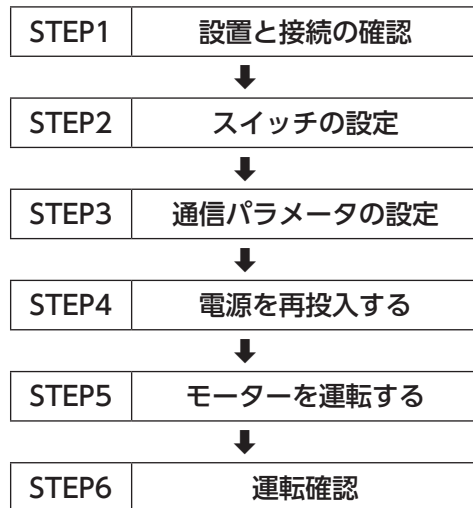 STEP1 設置と接続の確認
STEP2 スイッチの設定
STEP3 通信パラメータの設定
STEP4 電源を再投入する
STEP5 モーターを運転する
STEP6 運転確認